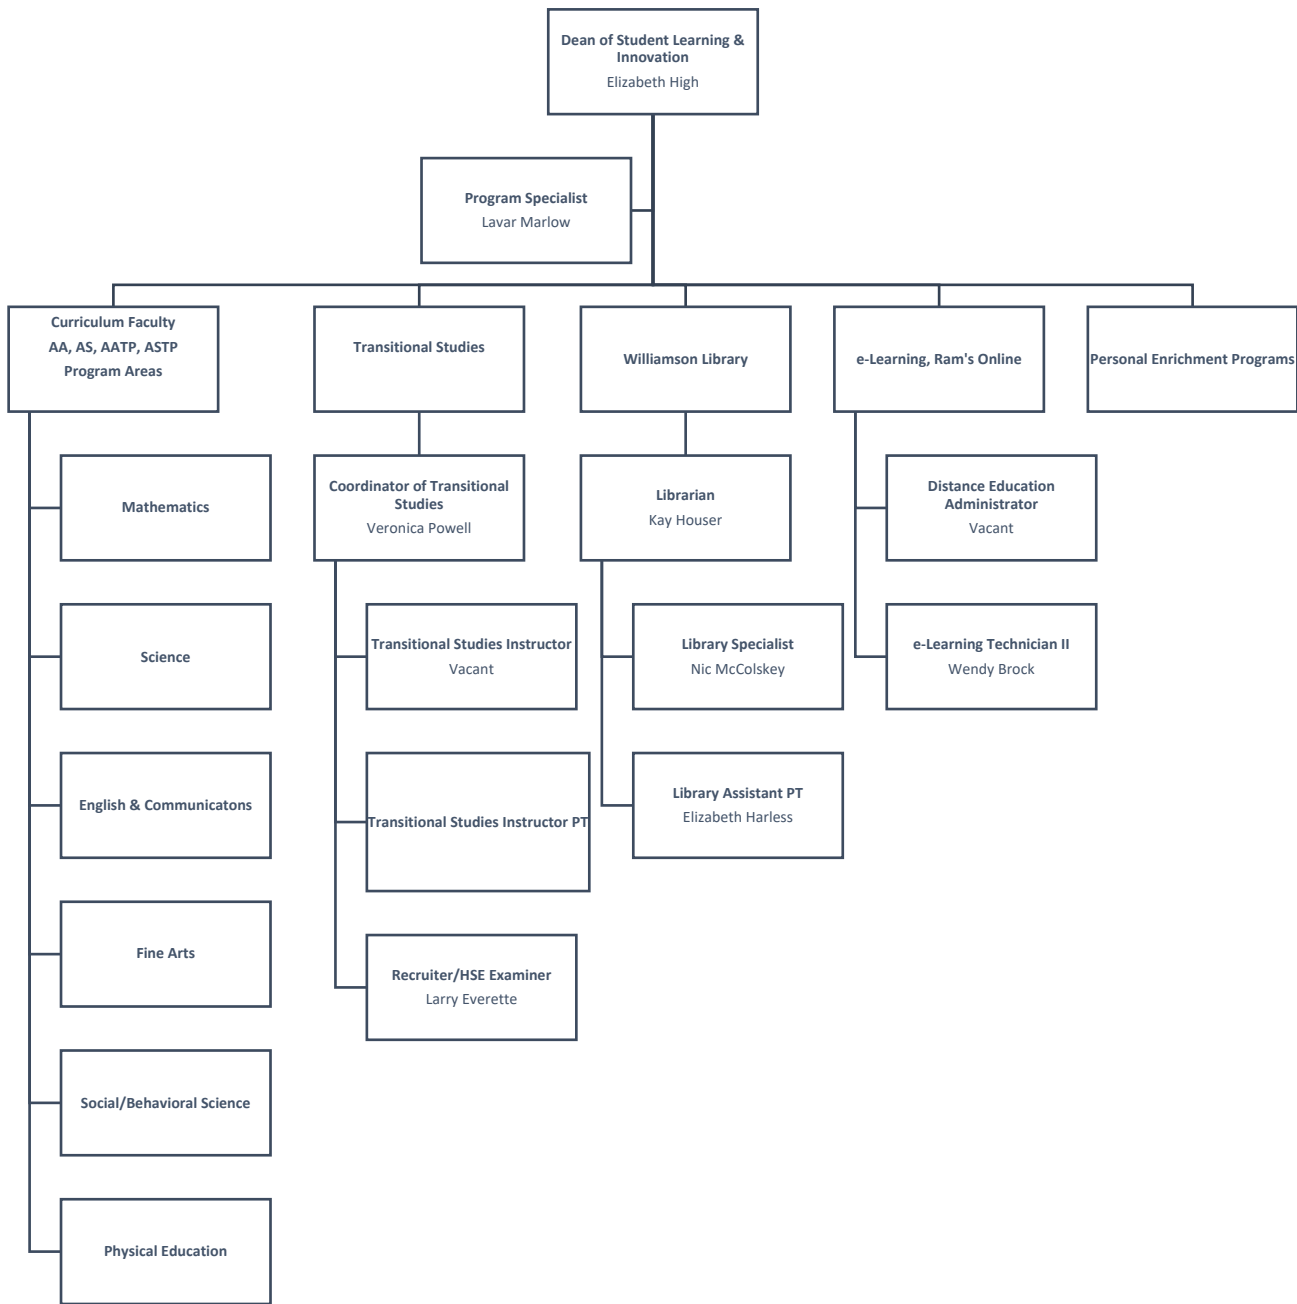 Dean of Student Learning &
Innovation
Elizabeth High
Program Specialist
Lavar Marlow
Curriculum Faculty
AA, AS, AATP, ASTP
Program Areas
Transitional Studies
Williamson Library
e-Learning, Ram's Online
Personal Enrichment Programs
Mathematics
Science
English & Communicatons
Fine Arts
Social/Behavioral Science
Physical Education
Coordinator of Transitional
Studies
Veronica Powell
Transitional Studies Instructor
Vacant
Transitional Studies Instructor PT
Recruiter/HSE Examiner
Larry Everette
Librarian
Kay Houser
Library Specialist
Nic McColskey
Library Assistant PT
Elizabeth Harless
Distance Education
Administrator
Vacant
e-Learning Technician II
Wendy Brock